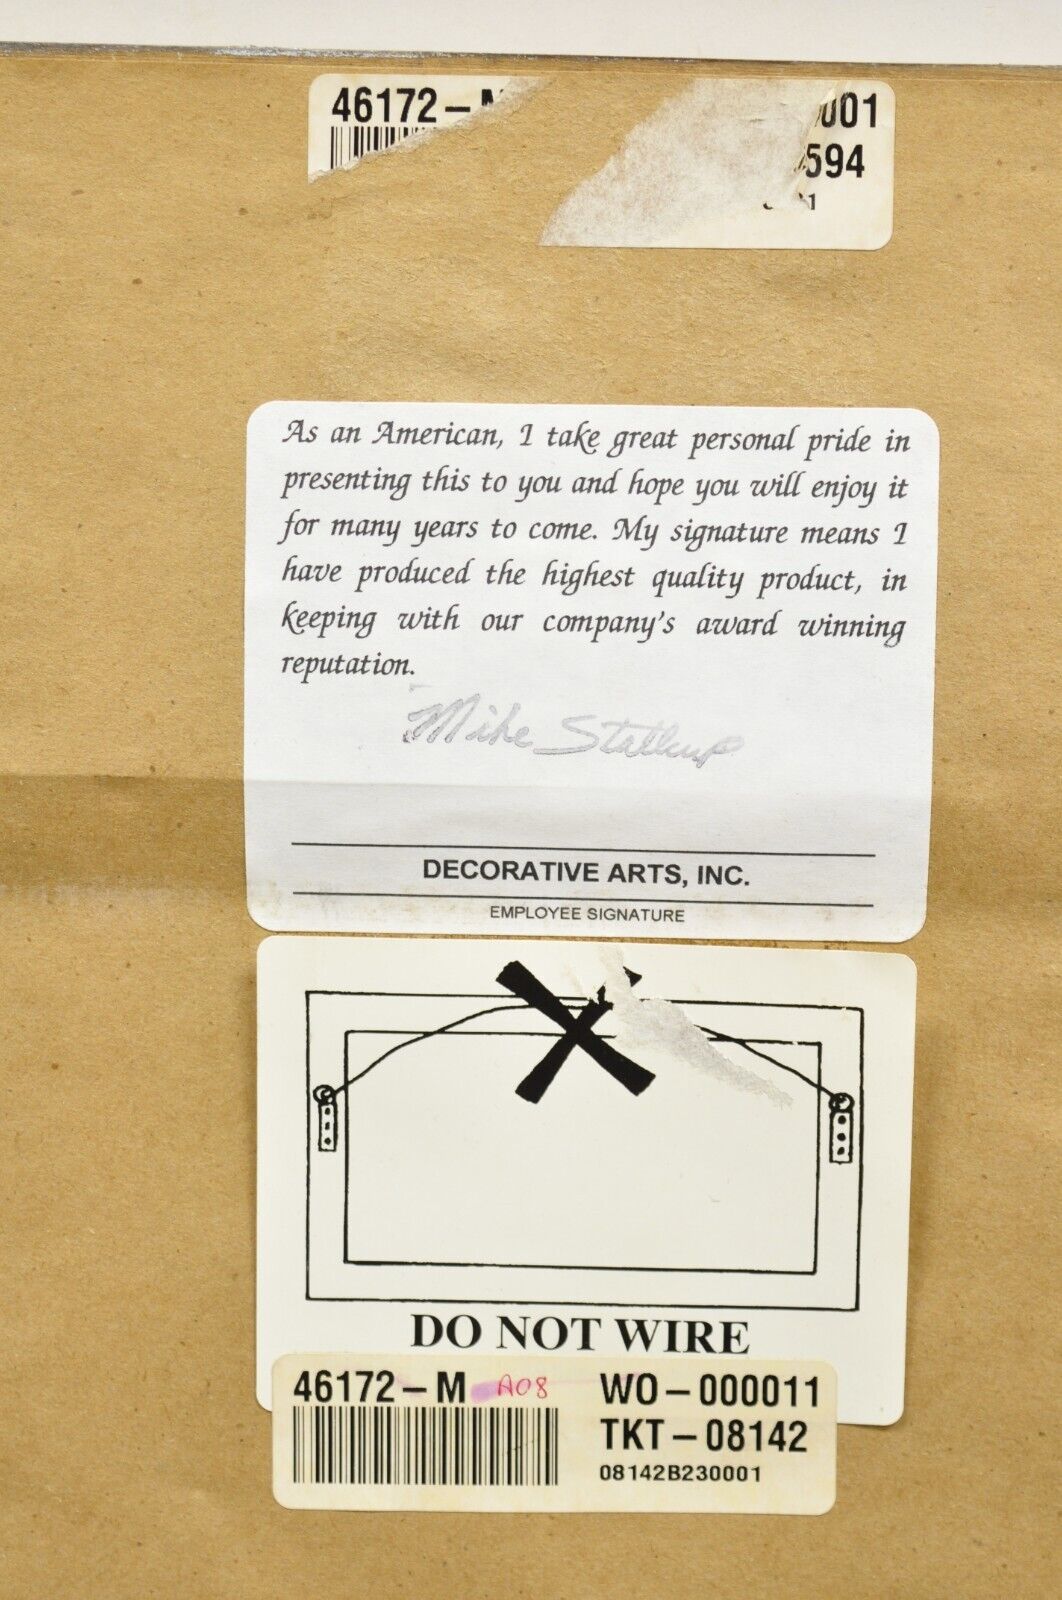 46172-M
001
594
1
As an American, I take great personal pride in
presenting this to you and hope you will enjoy it
for many years to come. My signature means I
have produced the highest quality product, in
keeping with our company's award winning
reputation.
Mike Stallcup
DECORATIVE ARTS, INC.
EMPLOYEE SIGNATURE
DO NOT WIRE
46172-M A08 WO-000011
TKT-08142
08142B230001